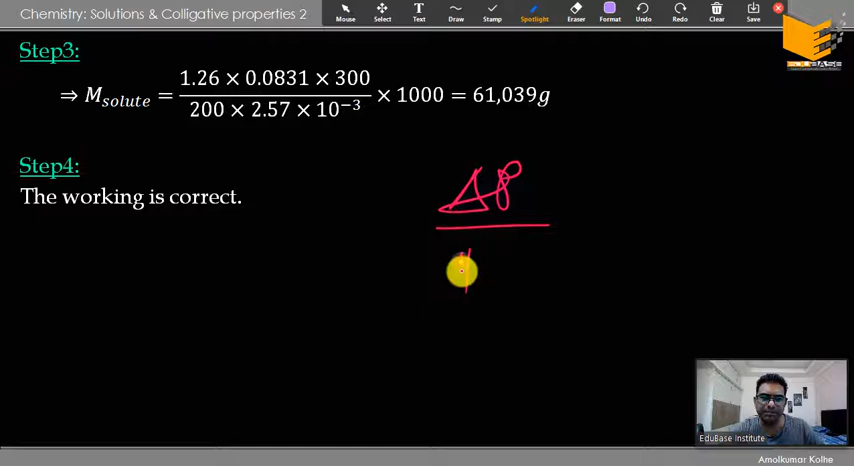 Chemistry: Solutions & Colligative properties 2
Mouse Select Text Draw Stamp Spotlight Eraser Format Undo Redo Clear Save
EDUBASE
Step3:
⇒ M_solute = (1.26 × 0.0831 × 300)/(200 × 2.57 × 10⁻³) × 1000 = 61,039g
Step4:
The working is correct.
ΔP
EduBase Institute
Amolkumar Kolhe